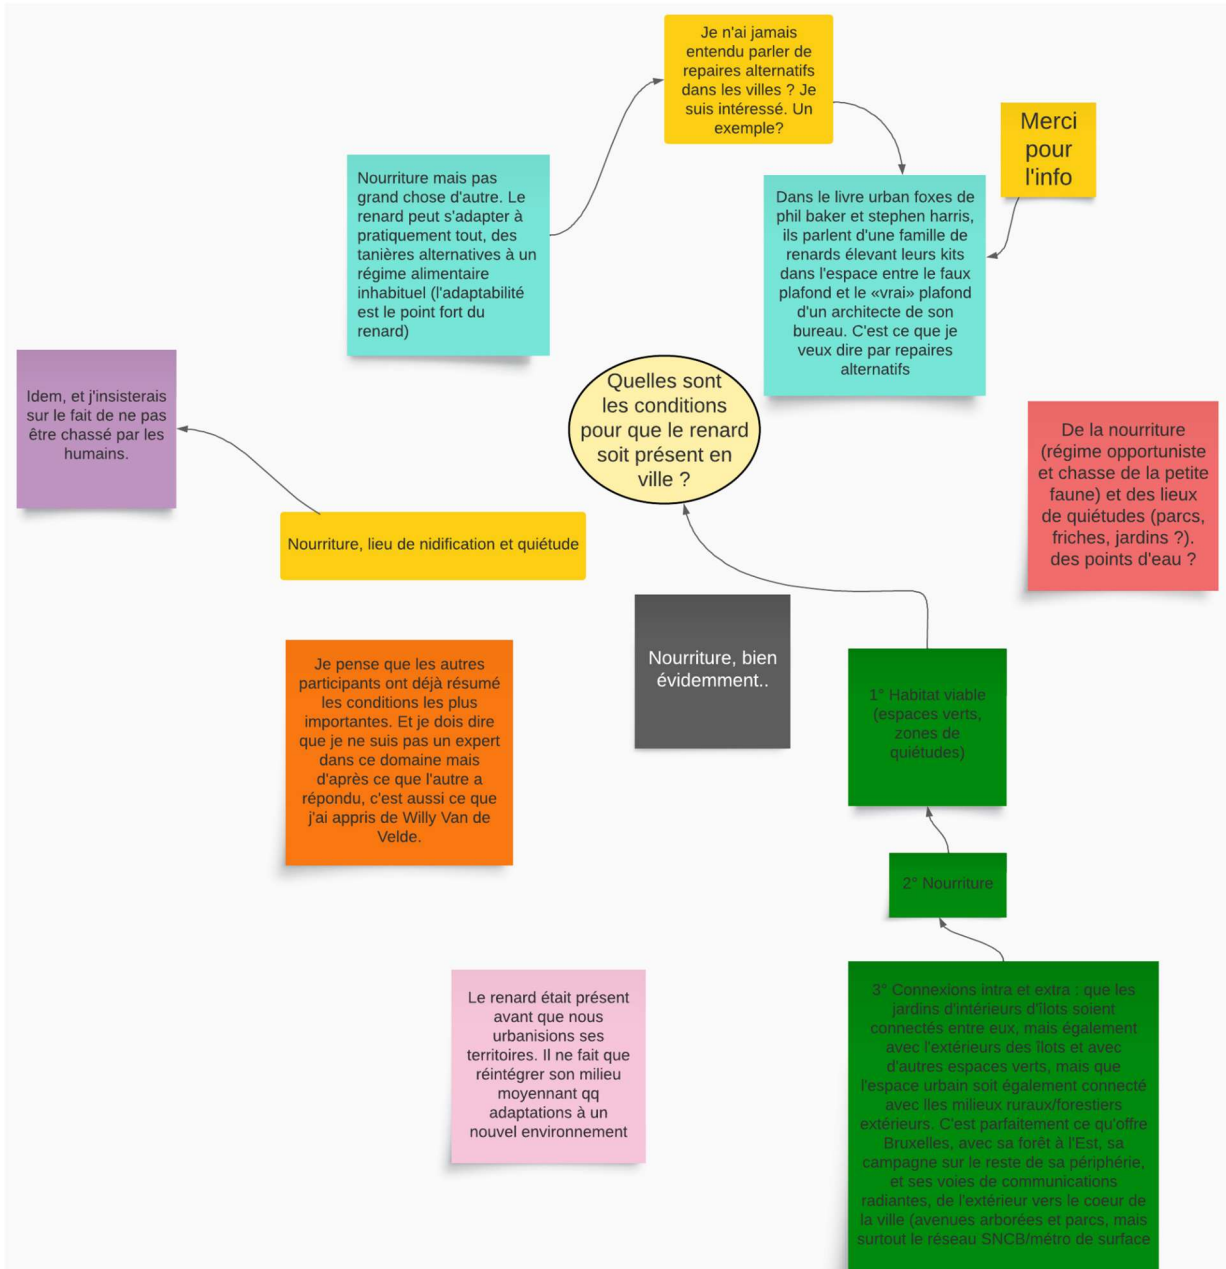 Je n'ai jamais
entendu parler de
repaires alternatifs
dans les villes ? Je
suis intéressé. Un
exemple?
Merci
pour
l'info
Nourriture mais pas
grand chose d'autre. Le
renard peut s'adapter à
pratiquement tout, des
tanières alternatives à un
régime alimentaire
inhabituel (l'adaptabilité
est le point fort du
renard)
Dans le livre urban foxes de
phil baker et stephen harris,
ils parlent d'une famille de
renards élevant leurs kits
dans l'espace entre le faux
plafond et le «vrai» plafond
d'un architecte de son
bureau. C'est ce que je
veux dire par repaires
alternatifs
Idem, et j'insisterais
sur le fait de ne pas
être chassé par les
humains.
Quelles sont
les conditions
pour que le renard
soit présent en
ville ?
De la nourriture
(régime opportuniste
et chasse de la petite
faune) et des lieux
de quiétudes (parcs,
friches, jardins ?).
des points d'eau ?
Nourriture, lieu de nidification et quiétude
Nourriture, bien
évidemment..
Je pense que les autres
participants ont déjà résumé
les conditions les plus
importantes. Et je dois dire
que je ne suis pas un expert
dans ce domaine mais
d'après ce que l'autre a
répondu, c'est aussi ce que
j'ai appris de Willy Van de
Velde.
1° Habitat viable
(espaces verts,
zones de
quiétudes)
2° Nourriture
Le renard était présent
avant que nous
urbanisions ses
territoires. Il ne fait que
réintégrer son milieu
moyennant qq
adaptations à un
nouvel environnement
3° Connexions intra et extra : que les
jardins d'intérieurs d'îlots soient
connectés entre eux, mais également
avec l'extérieurs des îlots et avec
d'autres espaces verts, mais que
l'espace urbain soit également connecté
avec lles milieux ruraux/forestiers
extérieurs. C'est parfaitement ce qu'offre
Bruxelles, avec sa forêt à l'Est, sa
campagne sur le reste de sa périphérie,
et ses voies de communications
radiantes, de l'extérieur vers le coeur de
la ville (avenues arborées et parcs, mais
surtout le réseau SNCB/métro de surface